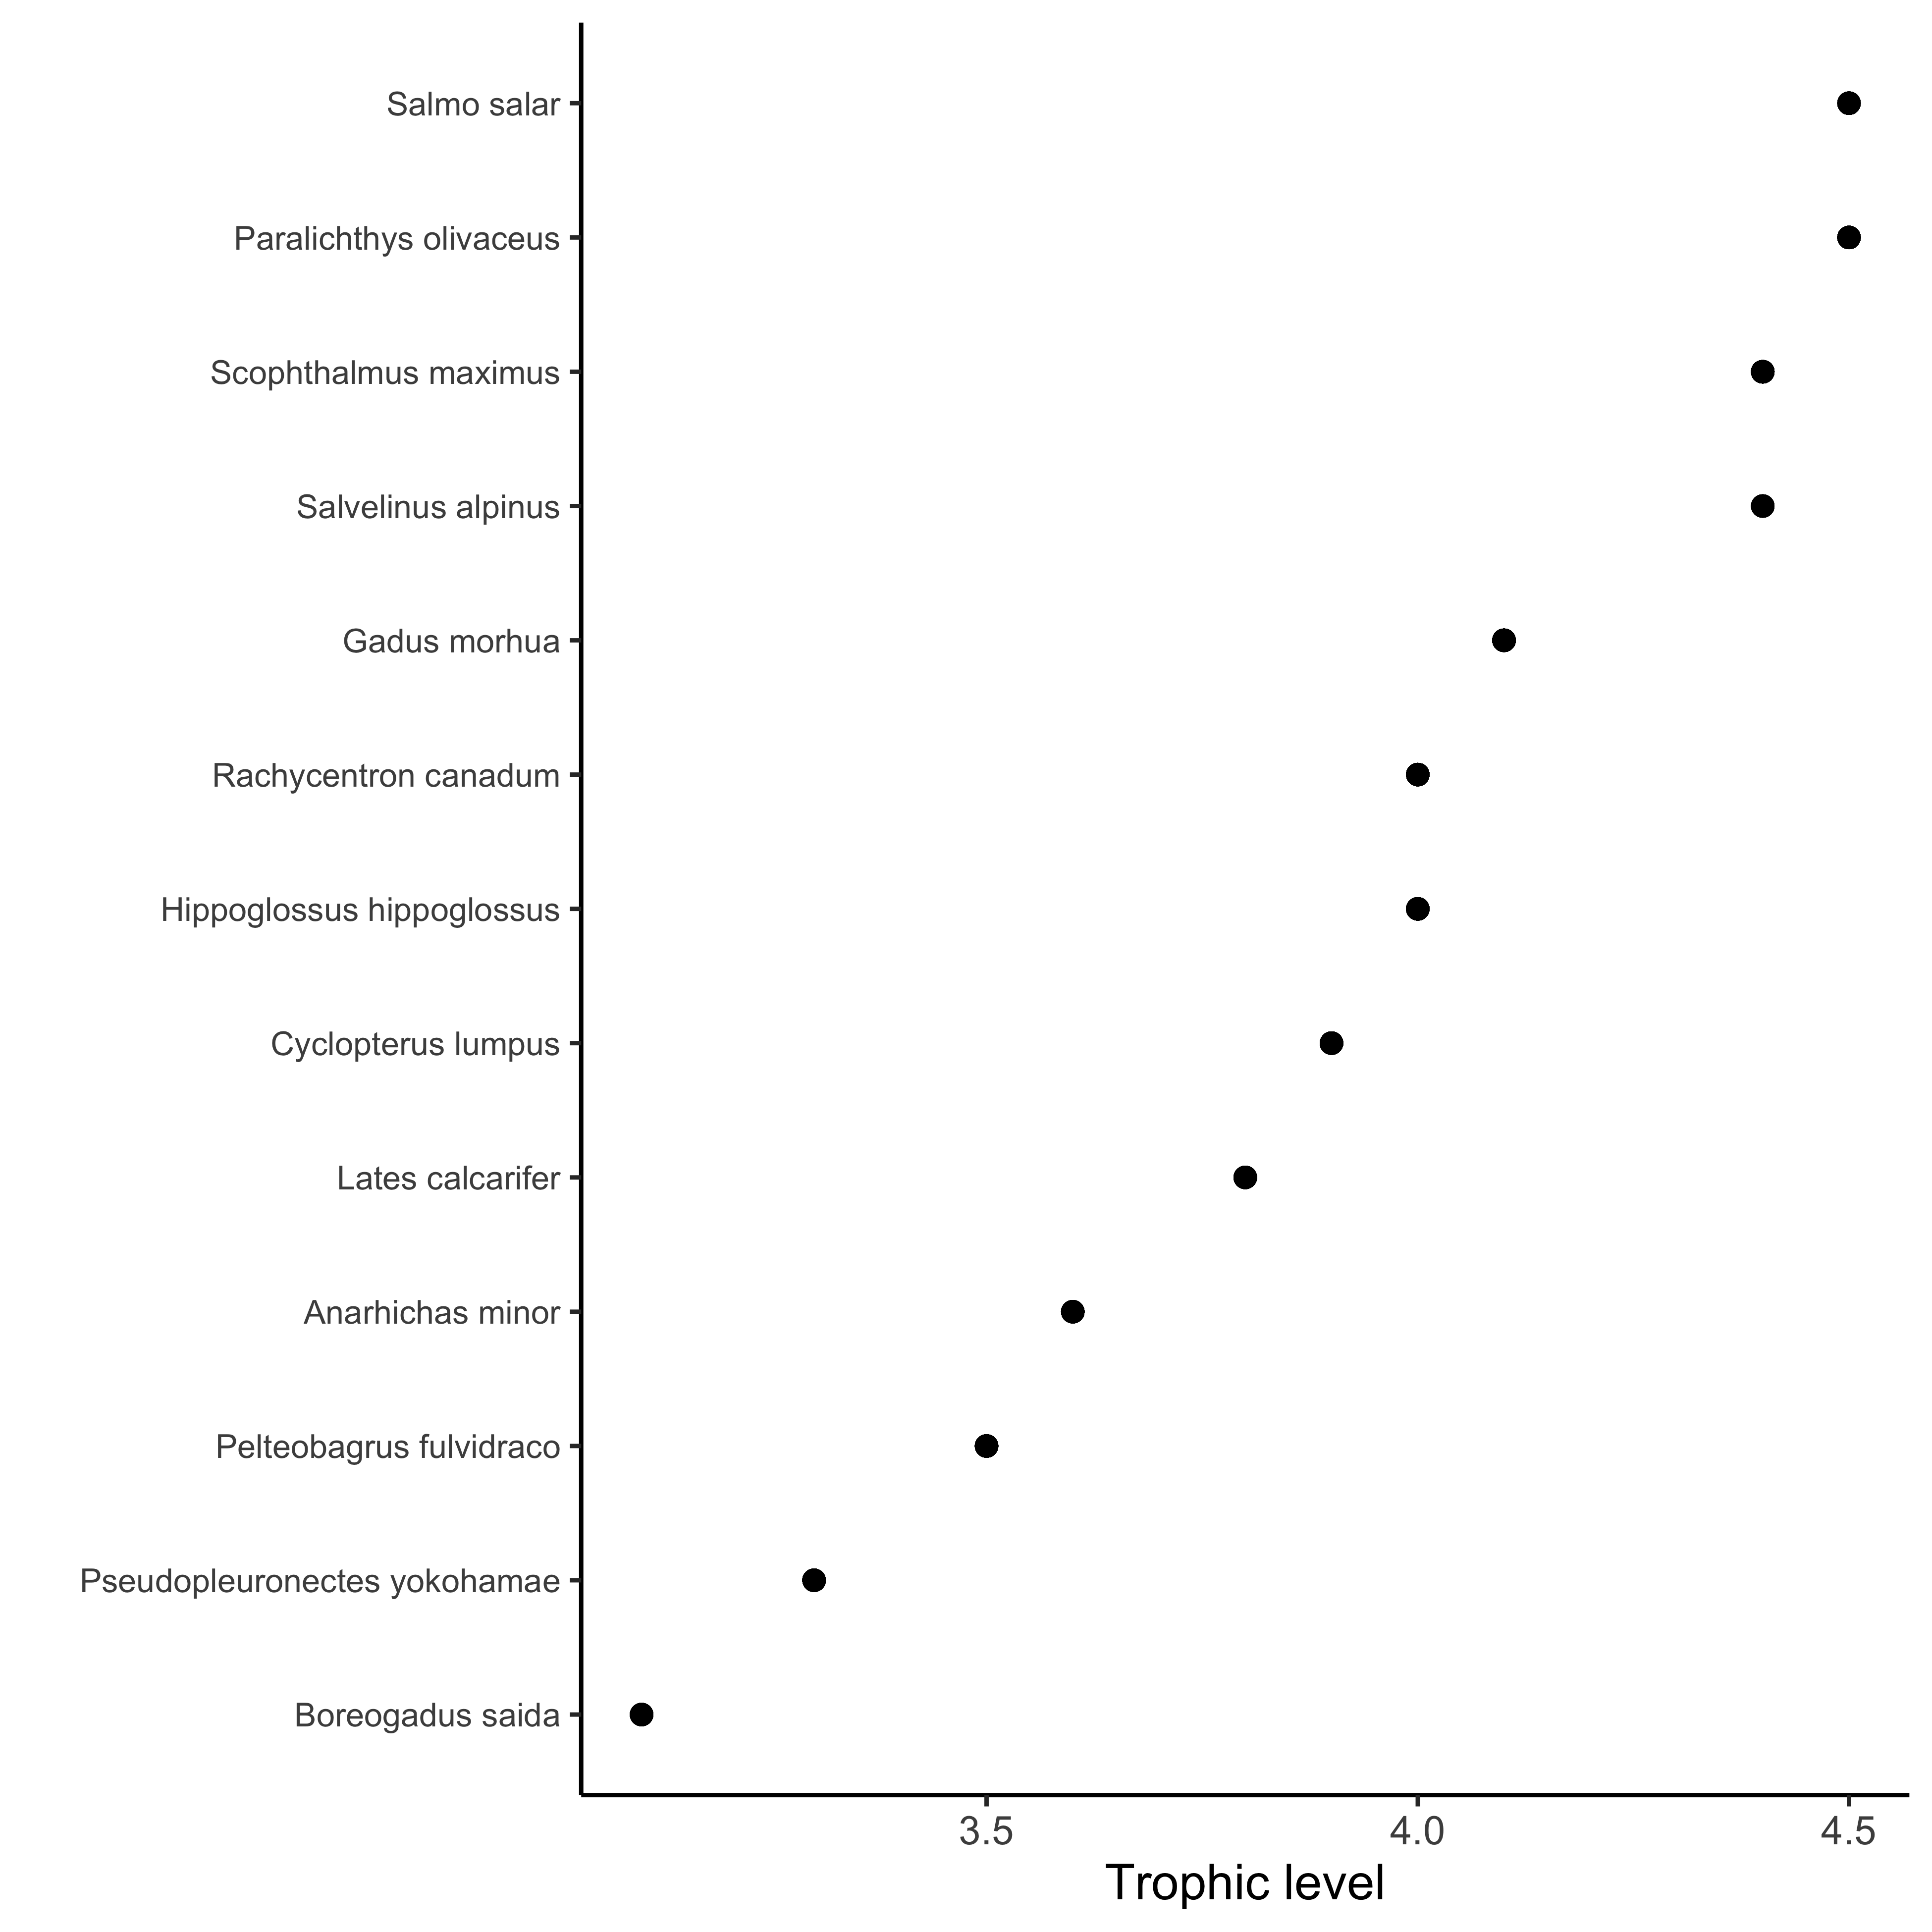 Salmo salar
Paralichthys olivaceus
Scophthalmus maximus
Salvelinus alpinus
Gadus morhua
Rachycentron canadum
Hippoglossus hippoglossus
Cyclopterus lumpus
Lates calcarifer
Anarhichas minor
Pelteobagrus fulvidraco
Pseudopleuronectes yokohamae
Boreogadus saida
3.5 4.0 4.5
Trophic level